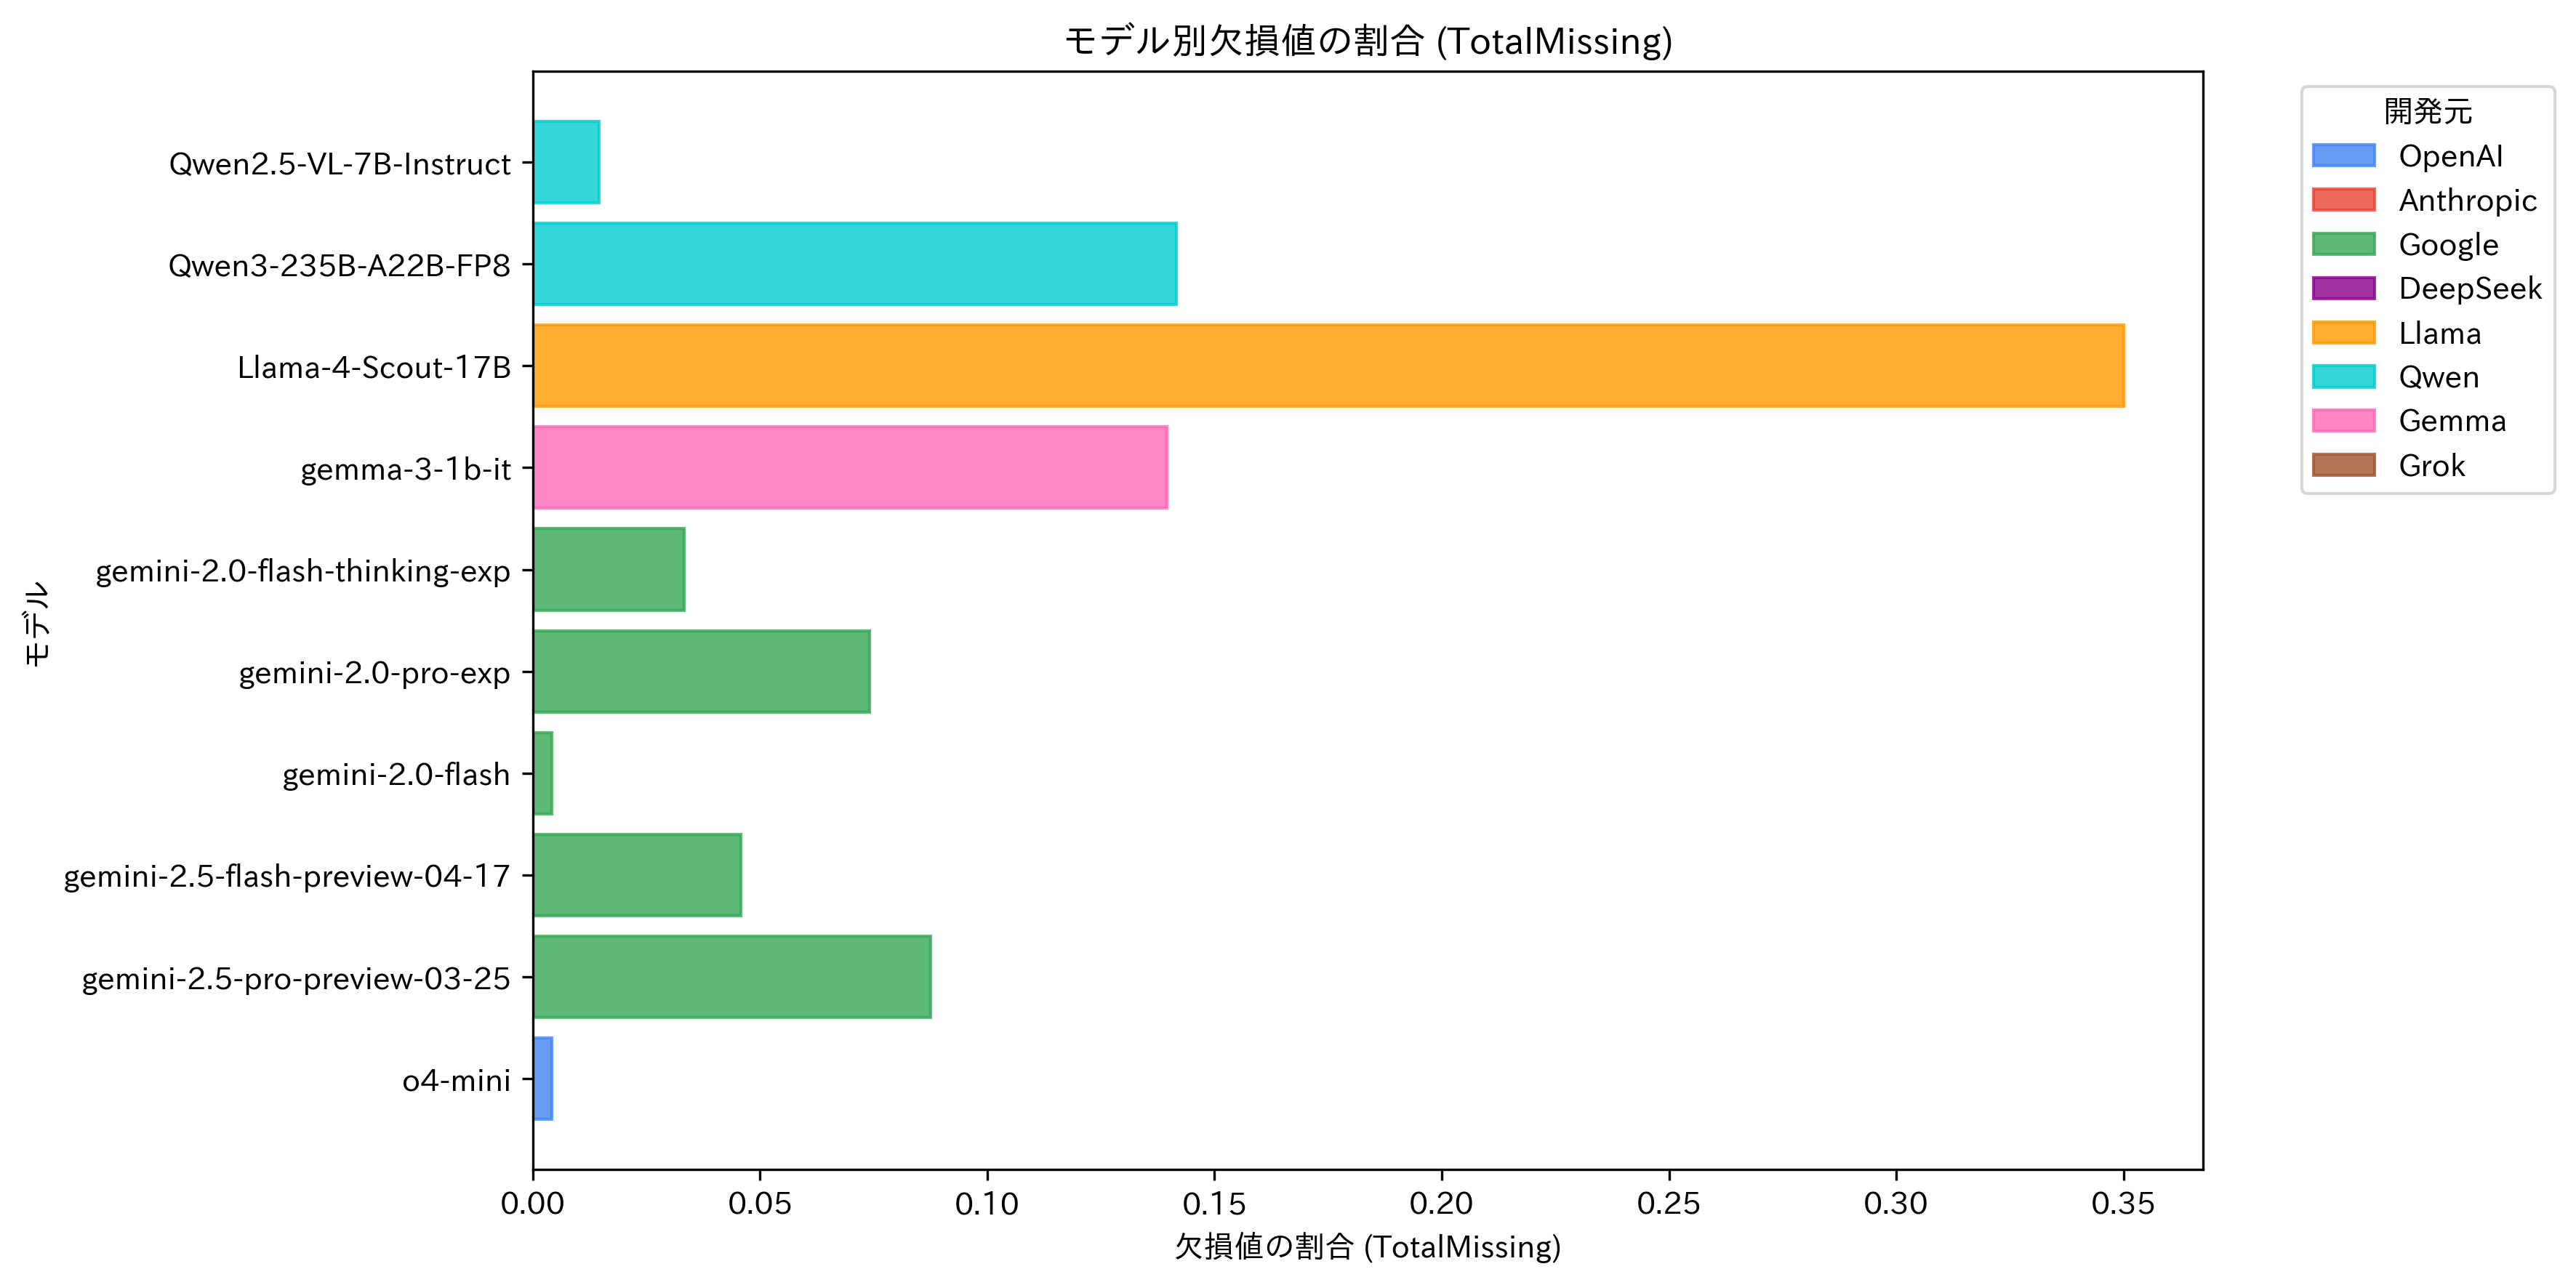 モデル別欠損値の割合 (TotalMissing)
モデル
Qwen2.5-VL-7B-Instruct
Qwen3-235B-A22B-FP8
Llama-4-Scout-17B
gemma-3-1b-it
gemini-2.0-flash-thinking-exp
gemini-2.0-pro-exp
gemini-2.0-flash
gemini-2.5-flash-preview-04-17
gemini-2.5-pro-preview-03-25
o4-mini
0.00 0.05 0.10 0.15 0.20 0.25 0.30 0.35
欠損値の割合 (TotalMissing)
開発元
OpenAI
Anthropic
Google
DeepSeek
Llama
Qwen
Gemma
Grok